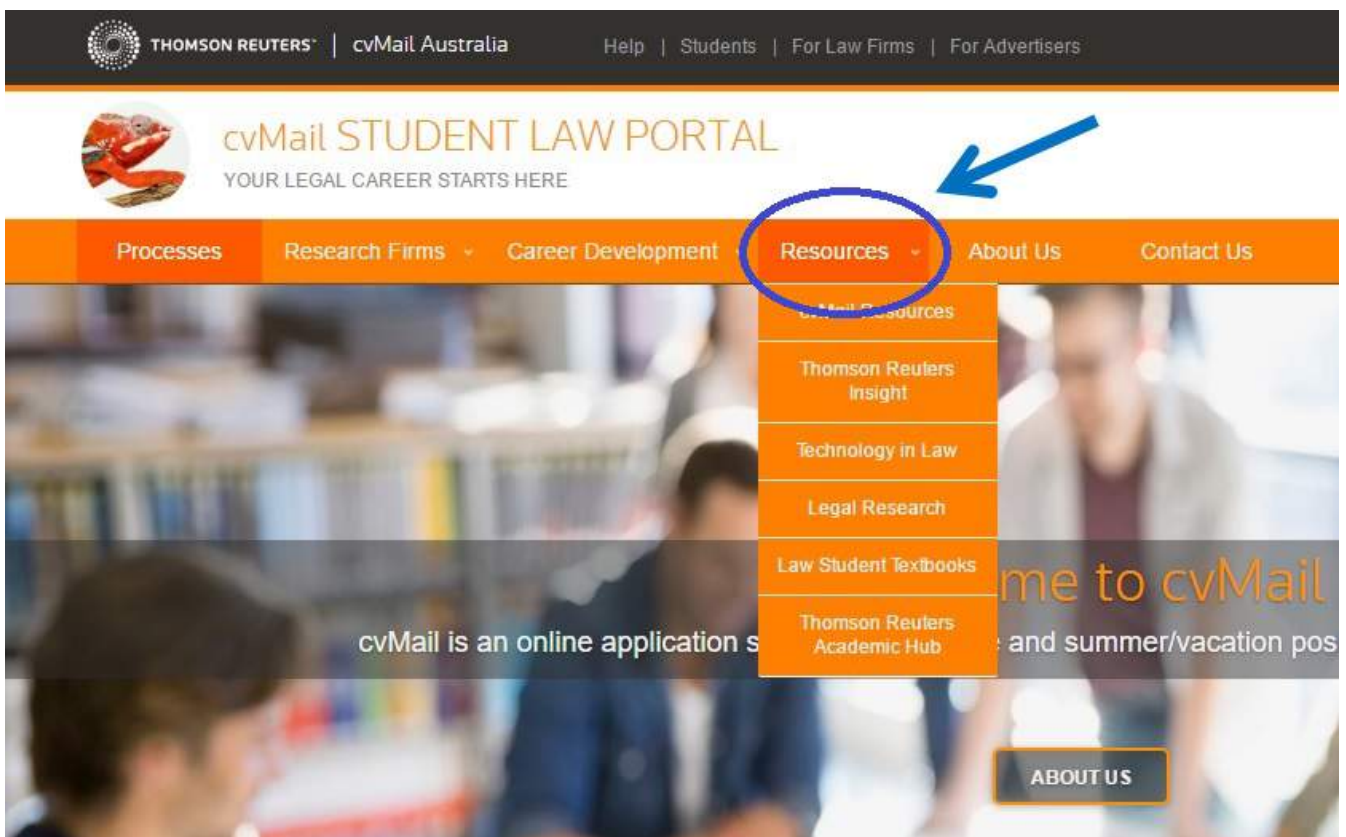 THOMSON REUTERS™ | cvMail Australia Help | Students | For Law Firms | For Advertisers
cvMail STUDENT LAW PORTAL
YOUR LEGAL CAREER STARTS HERE
Processes Research Firms Career Development Resources About Us Contact Us
cvMail Resources
Thomson Reuters
Insight
Technology in Law
Legal Research
Law Student Textbooks
Thomson Reuters
Academic Hub
me to cvMail
cvMail is an online application s
and summer/vacation pos
ABOUT US